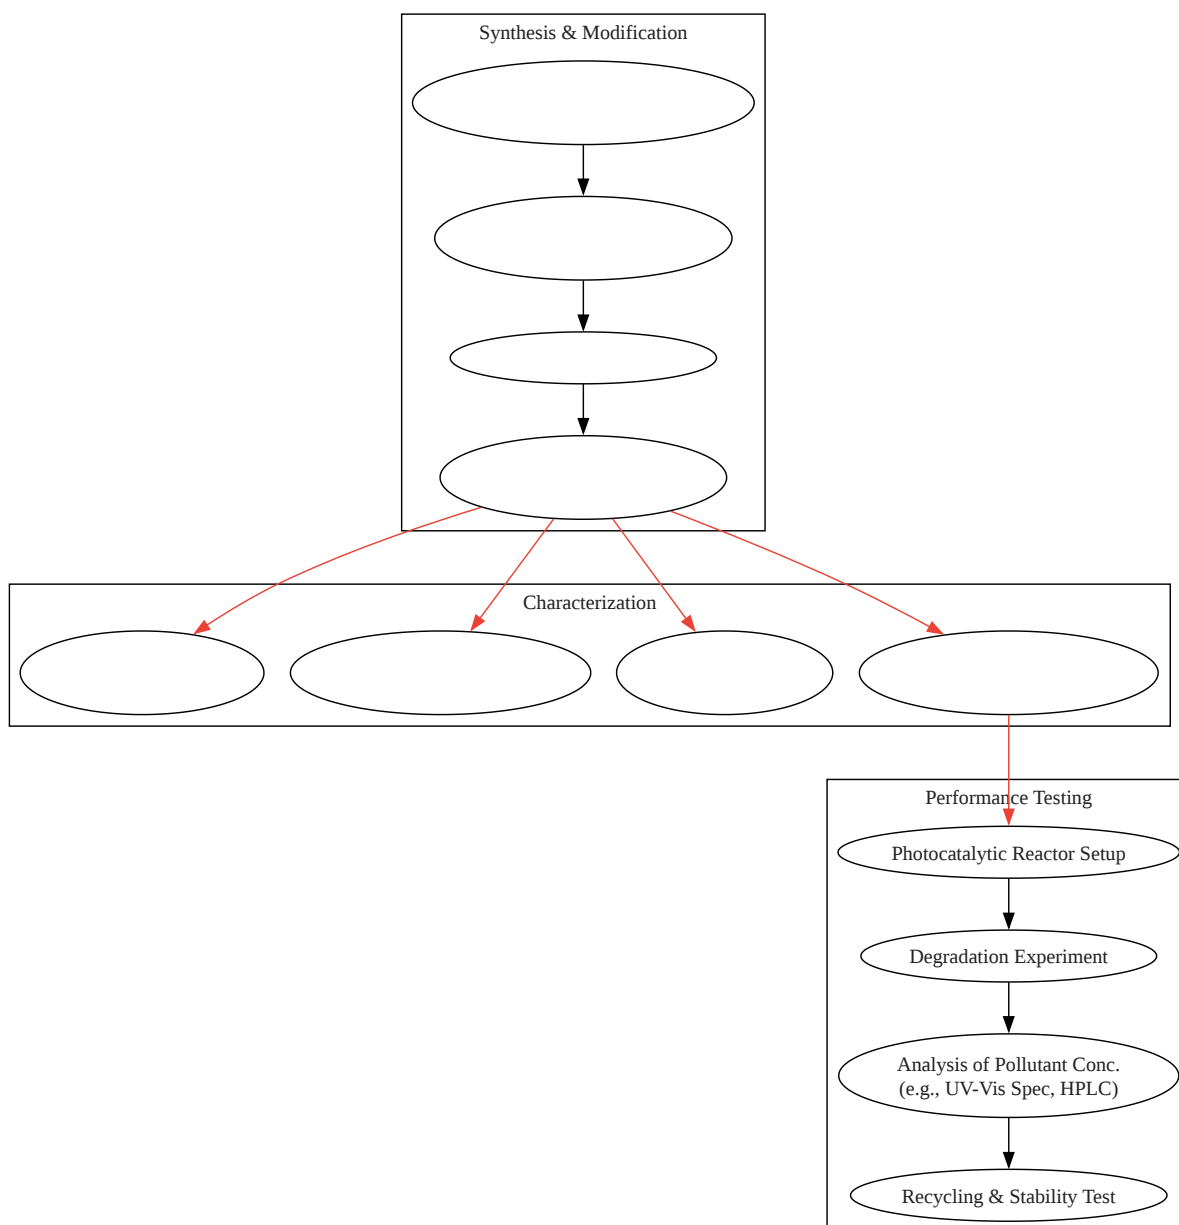 Synthesis & Modification
Characterization
Performance Testing
Photocatalytic Reactor Setup
Degradation Experiment
Analysis of Pollutant Conc.
(e.g., UV-Vis Spec, HPLC)
Recycling & Stability Test